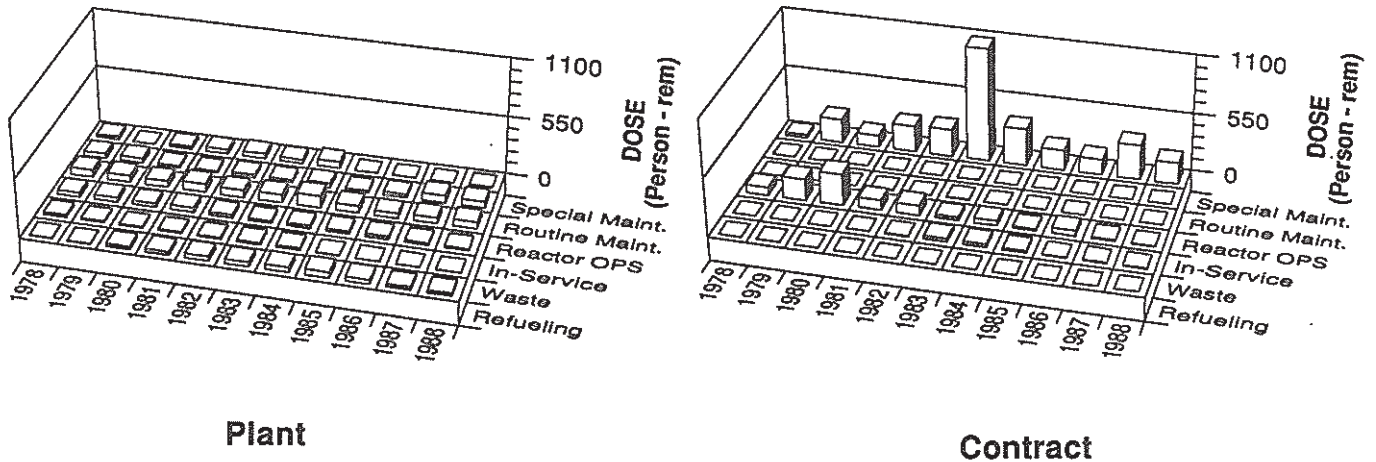 1100
550
0
DOSE
(Person - rem)
Special Maint.
Routine Maint.
Reactor OPS
In-Service
Waste
Refueling
1978
1979
1980
1981
1982
1983
1984
1985
1986
1987
1988
Plant
1100
550
0
DOSE
(Person - rem)
Special Maint.
Routine Maint.
Reactor OPS
In-Service
Waste
Refueling
1978
1979
1980
1981
1982
1983
1984
1985
1986
1987
1988
Contract